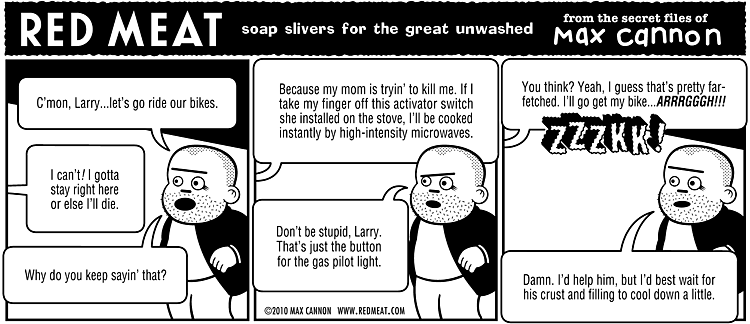 RED MEAT
soap slivers for the great unwashed
from the secret files of
Max Cannon
C'mon, Larry...let's go ride our bikes.
I can't! I gotta
stay right here
or else I'll die.
Why do you keep sayin' that?
Because my mom is tryin' to kill me. If I
take my finger off this activator switch
she installed on the stove, I'll be cooked
instantly by high-intensity microwaves.
Don't be stupid, Larry.
That's just the button
for the gas pilot light.
©2010 MAX CANNON WWW.REDMEAT.COM
You think? Yeah, I guess that's pretty far-
fetched. I'll go get my bike...ARRRGGGH!!!
ZZZKK!
Damn. I'd help him, but I'd best wait for
his crust and filling to cool down a little.